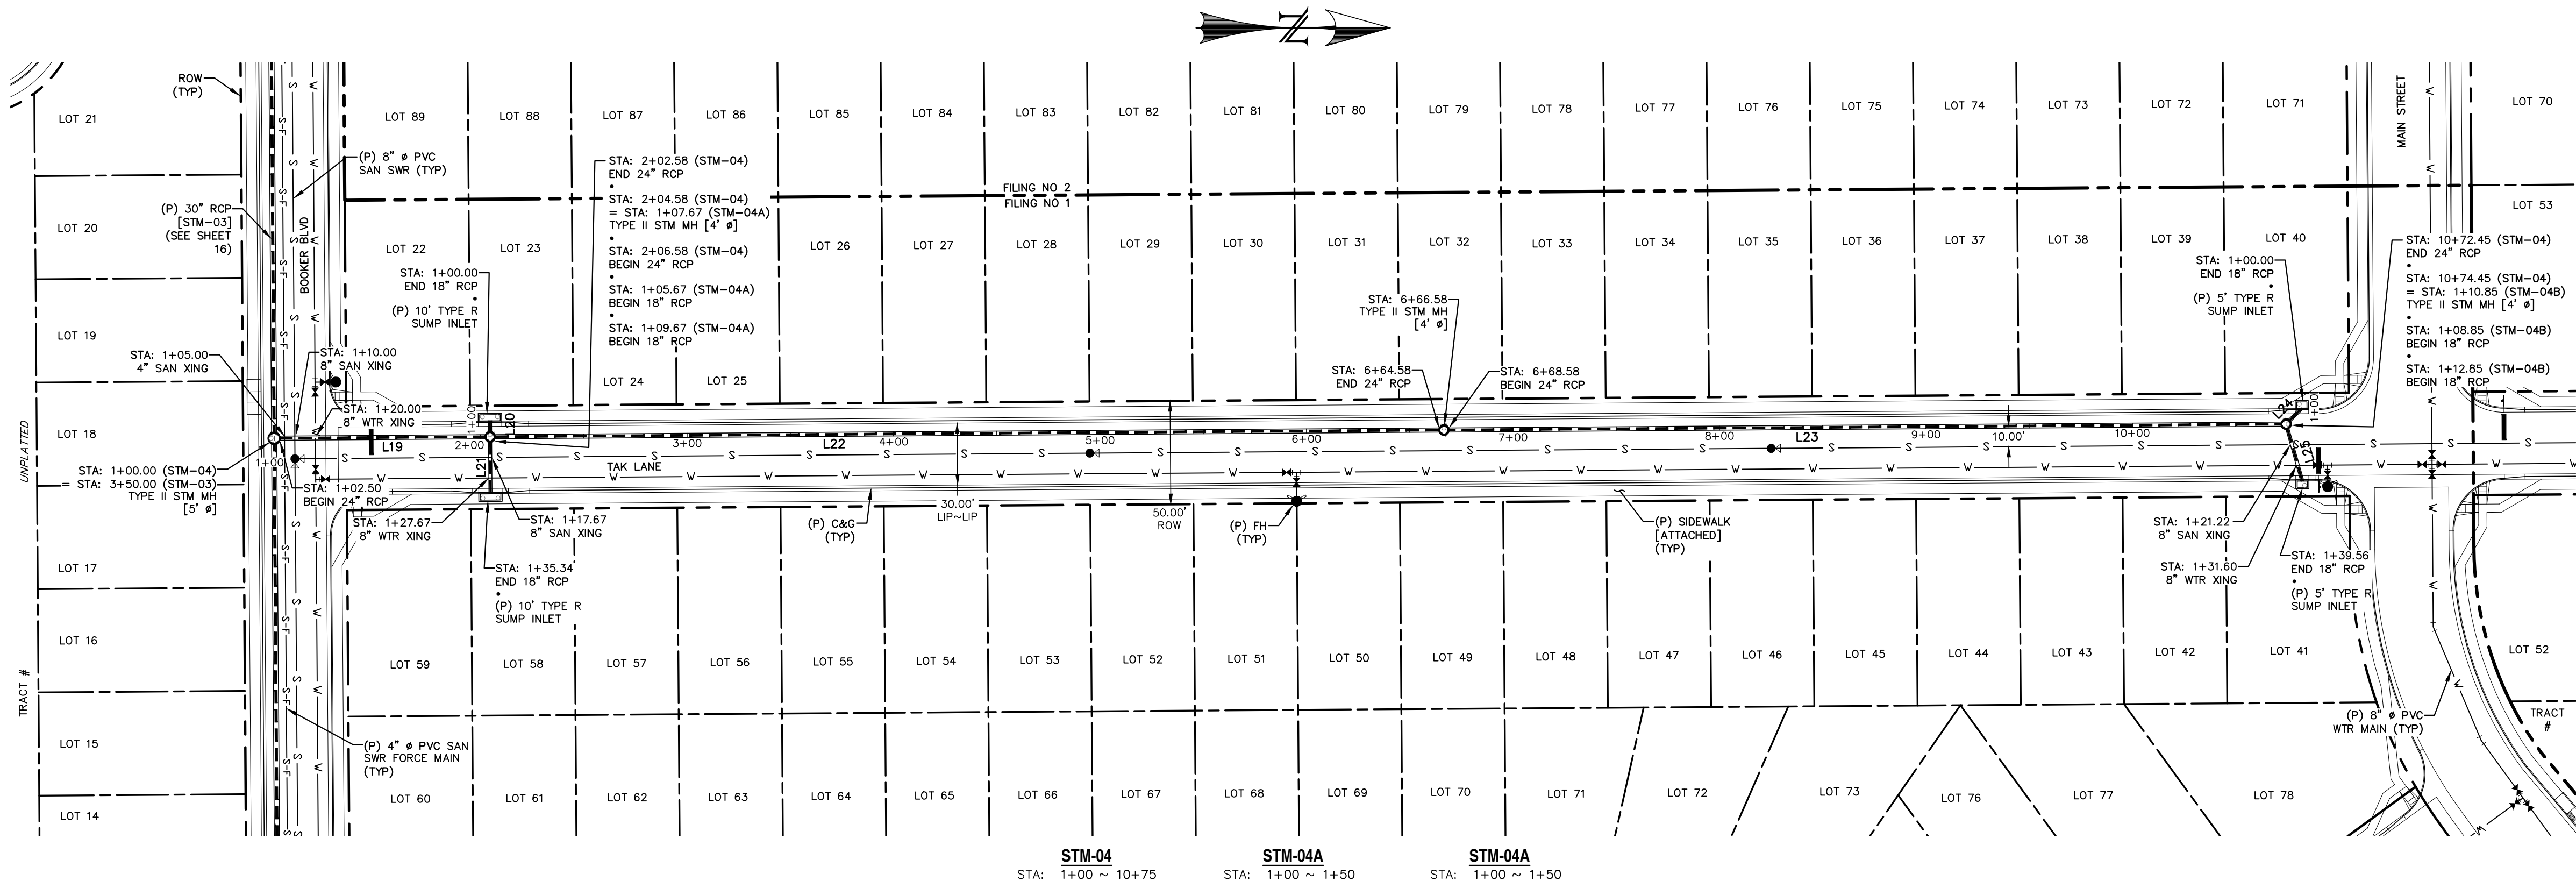 N
ROW
(TYP)
LOT 21
LOT 89
LOT 88
LOT 87
LOT 86
LOT 85
LOT 84
LOT 83
LOT 82
LOT 81
LOT 80
LOT 79
LOT 78
LOT 77
LOT 76
LOT 75
LOT 74
LOT 73
LOT 72
LOT 71
MAIN STREET
LOT 70
(P) 8" ø PVC
SAN SWR (TYP)
STA: 2+02.58 (STM-04)
END 24" RCP
•
STA: 2+04.58 (STM-04)
= STA: 1+07.67 (STM-04A)
TYPE II STM MH [4' ø]
•
STA: 2+06.58 (STM-04)
BEGIN 24" RCP
•
STA: 1+05.67 (STM-04A)
BEGIN 18" RCP
•
STA: 1+09.67 (STM-04A)
BEGIN 18" RCP
FILING NO 2
FILING NO 1
LOT 53
(P) 30" RCP
[STM-03]
(SEE SHEET
16)
BOOKER BLVD
LOT 20
LOT 22
LOT 23
LOT 26
LOT 27
LOT 28
LOT 29
LOT 30
LOT 31
LOT 32
LOT 33
LOT 34
LOT 35
LOT 36
LOT 37
LOT 38
LOT 39
LOT 40
STA: 1+00.00
END 18" RCP
•
(P) 10' TYPE R
SUMP INLET
STA: 1+00.00
END 18" RCP
•
(P) 5' TYPE R
SUMP INLET
STA: 10+72.45 (STM-04)
END 24" RCP
•
STA: 10+74.45 (STM-04)
= STA: 1+10.85 (STM-04B)
TYPE II STM MH [4' ø]
•
STA: 1+08.85 (STM-04B)
BEGIN 18" RCP
•
STA: 1+12.85 (STM-04B)
BEGIN 18" RCP
STA: 6+66.58
TYPE II STM MH
[4' ø]
LOT 19
STA: 1+05.00
4" SAN XING
STA: 1+10.00
8" SAN XING
LOT 24
LOT 25
STA: 6+64.58
END 24" RCP
STA: 6+68.58
BEGIN 24" RCP
STA: 1+20.00
8" WTR XING
UNPLATTED
LOT 18
1+00
L19
2+00
1+00
L20
L21
3+00
L22
4+00
5+00
6+00
7+00
8+00
L23
9+00
10.00'
10+00
L24
1+00
L25
TAK LANE
STA: 1+00.00 (STM-04)
= STA: 3+50.00 (STM-03)
TYPE II STM MH
[5' ø]
STA: 1+02.50
BEGIN 24" RCP
STA: 1+27.67
8" WTR XING
STA: 1+17.67
8" SAN XING
(P) C&G
(TYP)
30.00'
LIP~LIP
50.00'
ROW
(P) FH
(TYP)
(P) SIDEWALK
[ATTACHED]
(TYP)
STA: 1+21.22
8" SAN XING
STA: 1+31.60
8" WTR XING
STA: 1+39.56
END 18" RCP
•
(P) 5' TYPE R
SUMP INLET
STA: 1+35.34
END 18" RCP
•
(P) 10' TYPE R
SUMP INLET
LOT 17
LOT 16
LOT 59
LOT 58
LOT 57
LOT 56
LOT 55
LOT 54
LOT 53
LOT 52
LOT 51
LOT 50
LOT 49
LOT 48
LOT 47
LOT 46
LOT 45
LOT 44
LOT 43
LOT 42
LOT 41
LOT 52
TRACT #
(P) 8" ø PVC
WTR MAIN (TYP)
TRACT
#
LOT 15
(P) 4" ø PVC SAN
SWR FORCE MAIN
(TYP)
LOT 60
LOT 61
LOT 62
LOT 63
LOT 64
LOT 65
LOT 66
LOT 67
LOT 68
LOT 69
LOT 70
LOT 71
LOT 72
LOT 73
LOT 76
LOT 77
LOT 78
LOT 14
STM-04
STA: 1+00 ~ 10+75
STM-04A
STA: 1+00 ~ 1+50
STM-04A
STA: 1+00 ~ 1+50